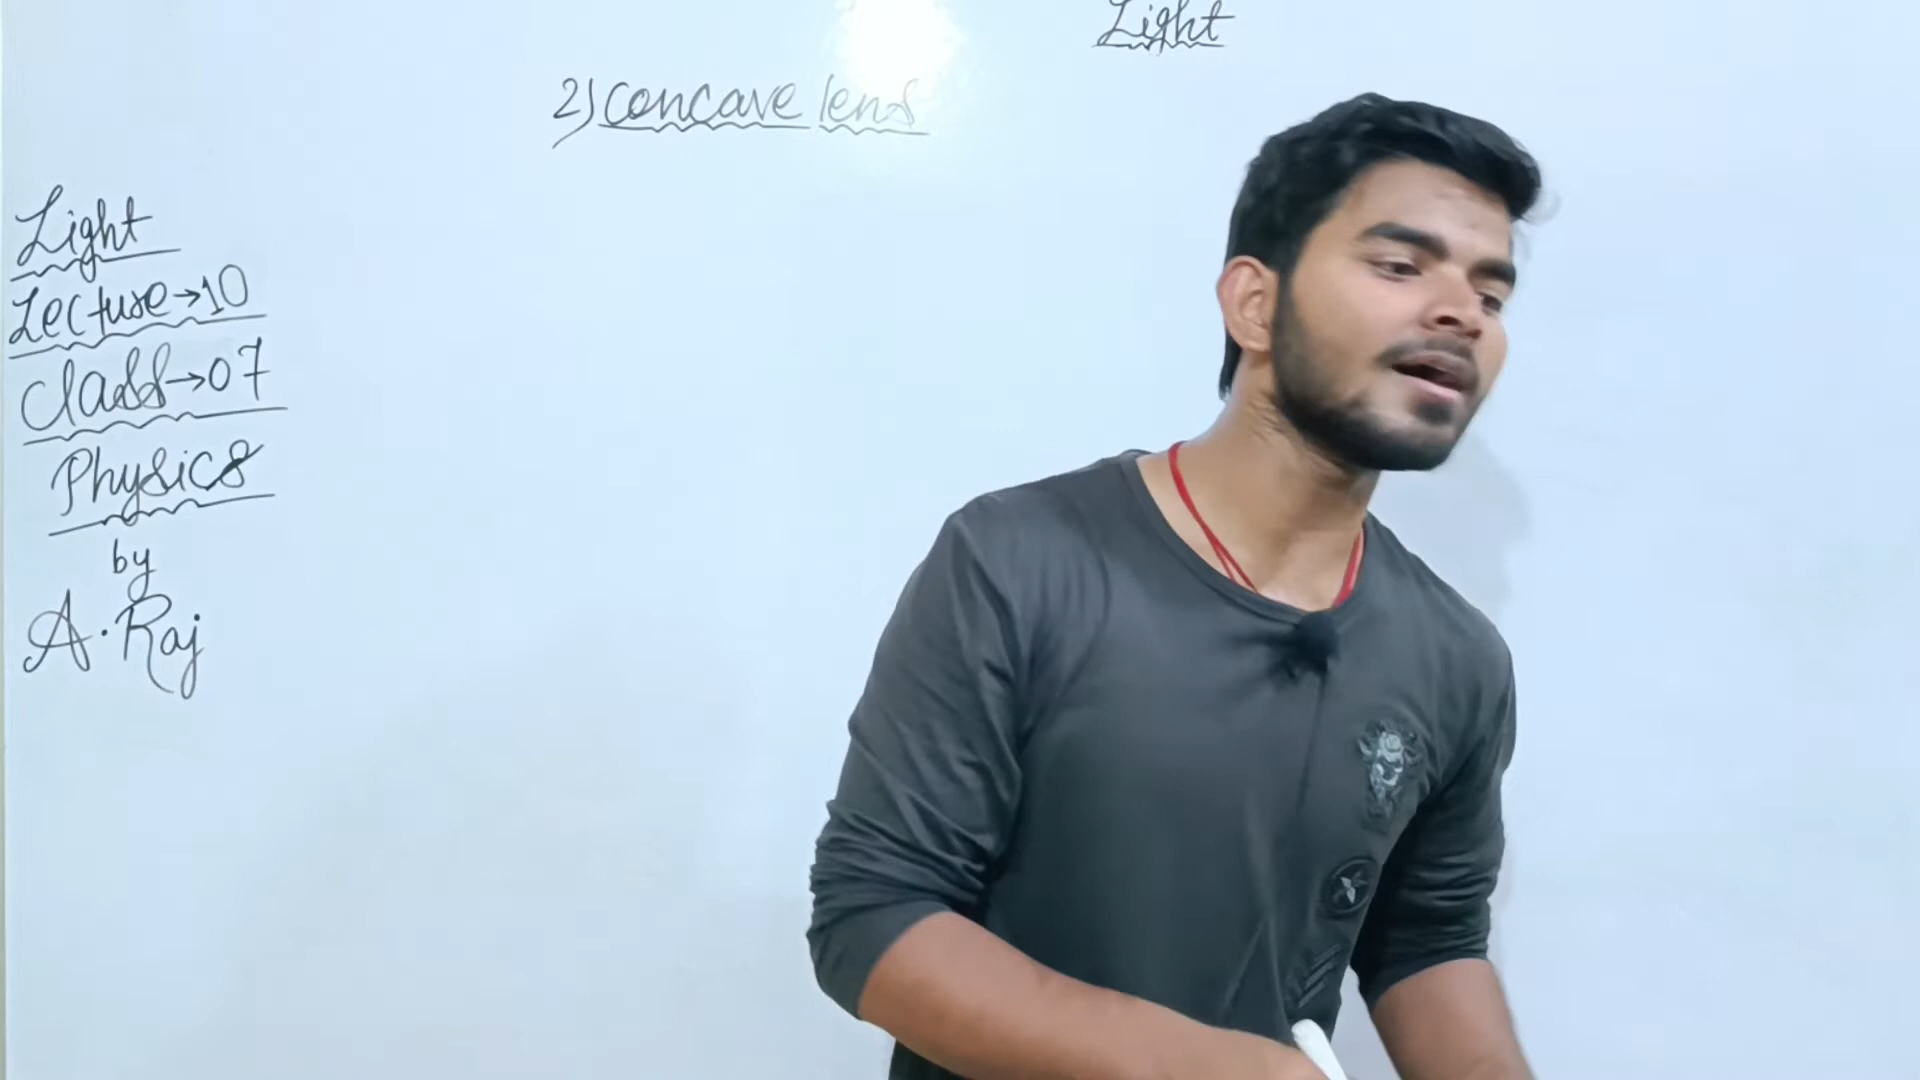 Light
2) Concave lens
Light
Lecture→10
Class→07
Physics
by
A. Raj